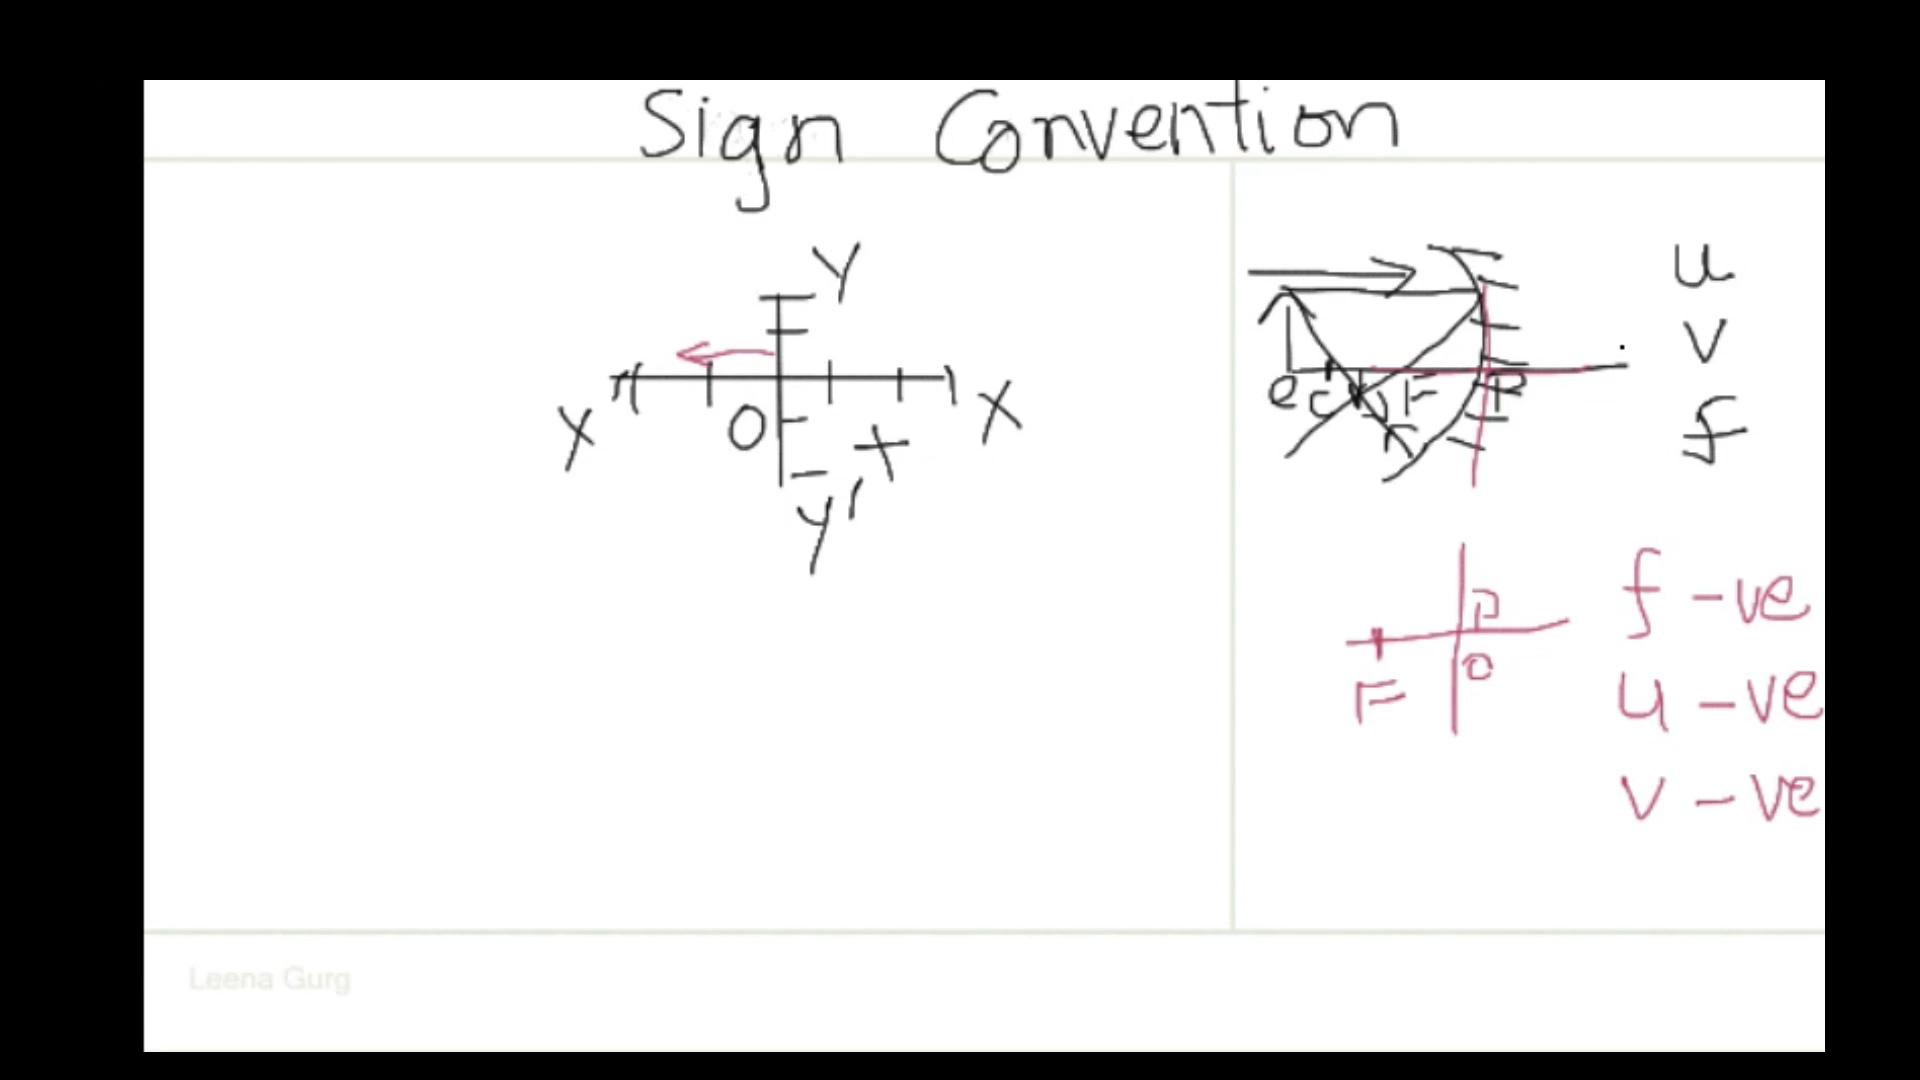 Sign Convention
Y
X O X
+
Y'
u
v
f
C F P
P
O
F
f -ve
u -ve
v -ve
Leena Gurg